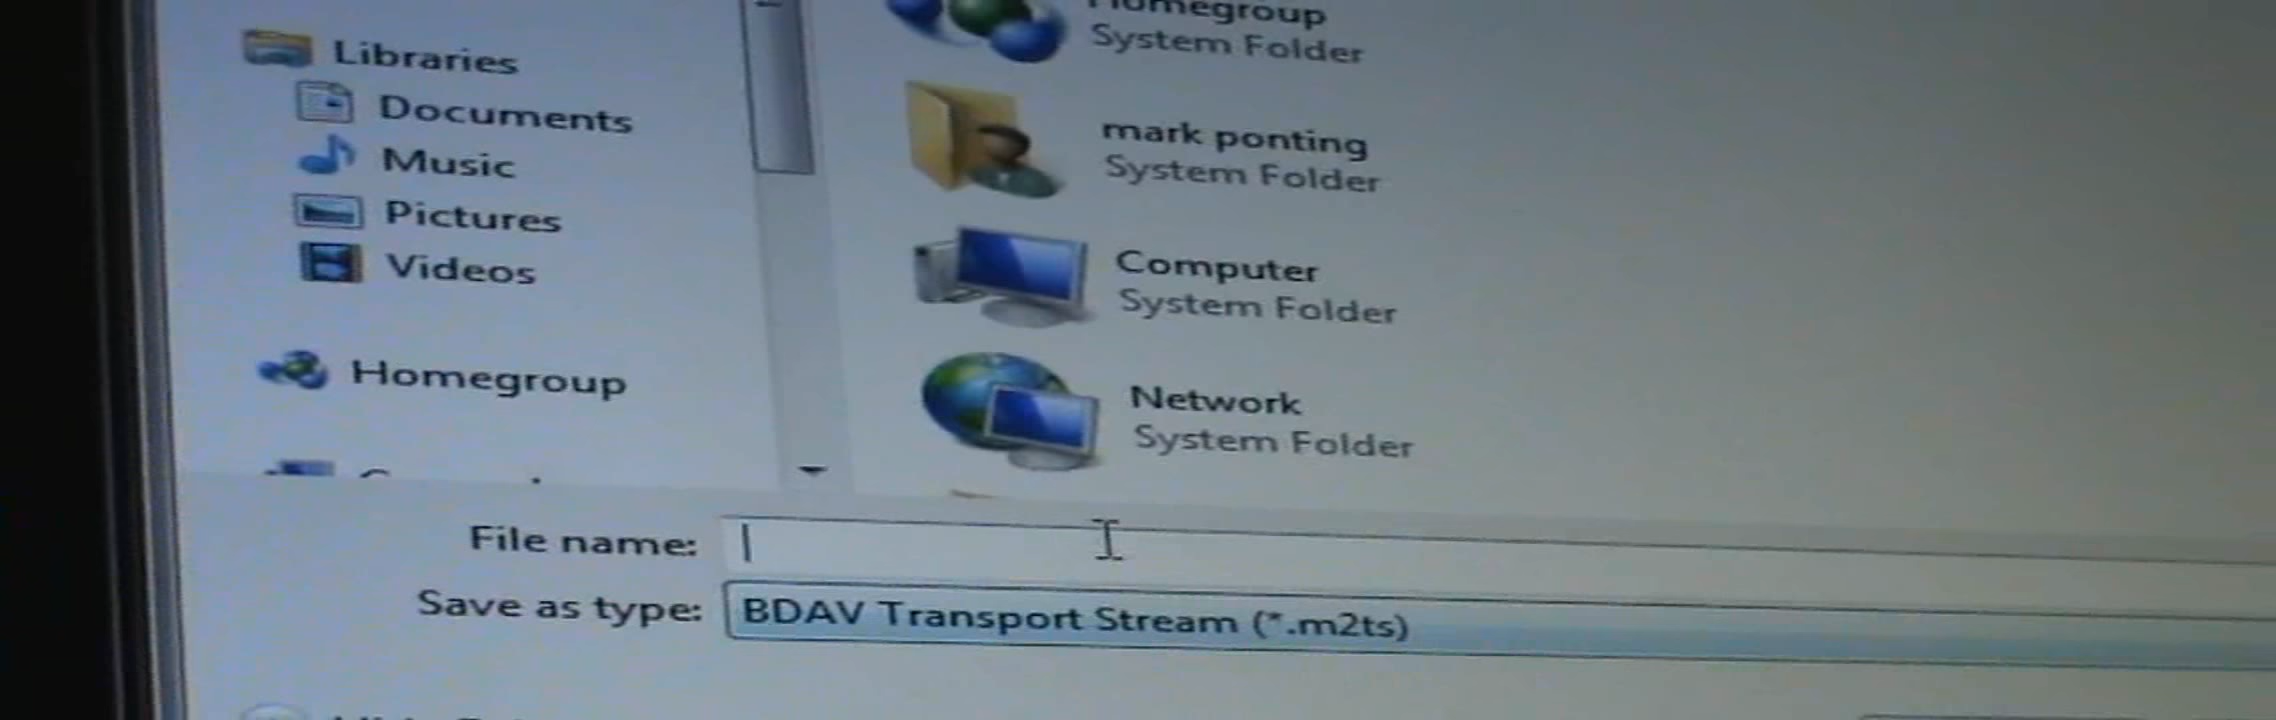 Libraries
Documents
Music
Pictures
Videos
Homegroup
Homegroup
System Folder
mark ponting
System Folder
Computer
System Folder
Network
System Folder
File name:
Save as type: BDAV Transport Stream (*.m2ts)